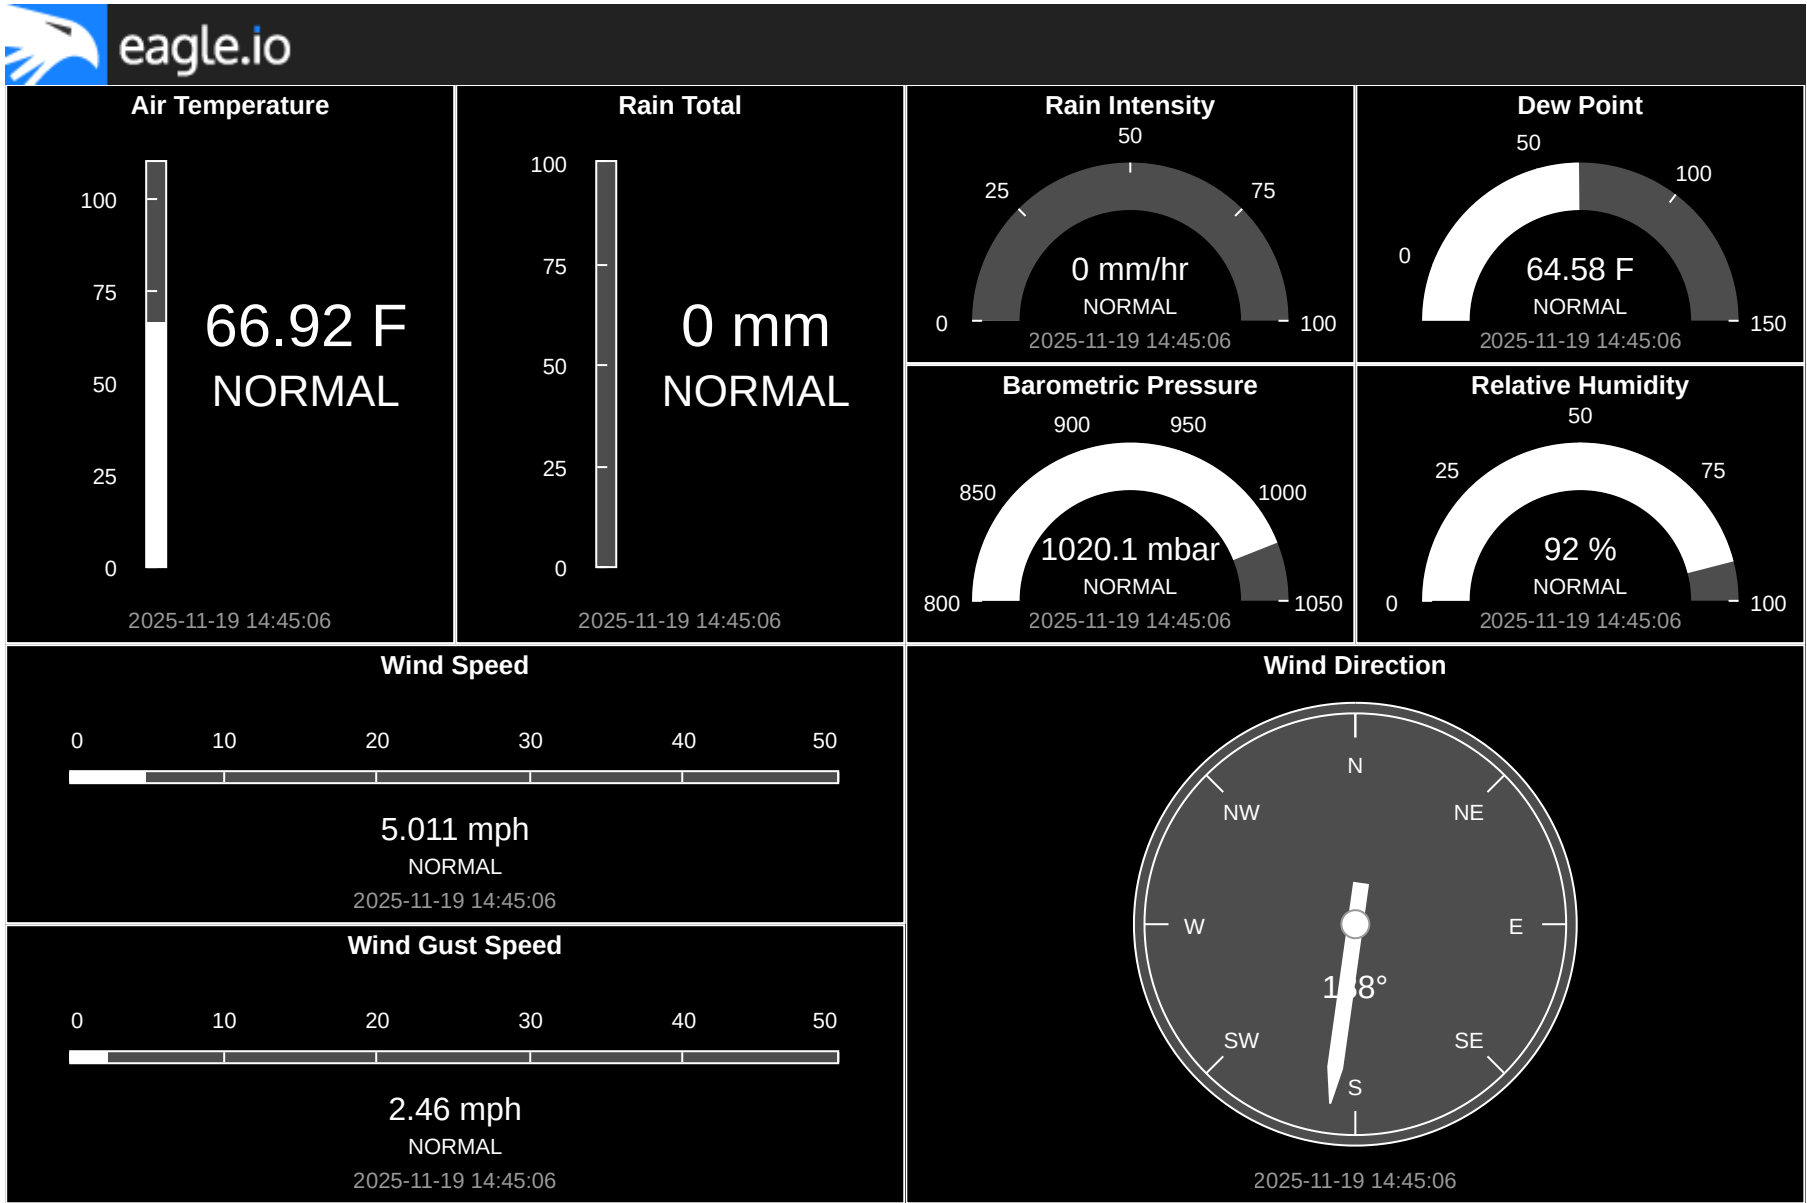 eagle.io
Air Temperature
100
75
50
25
0
66.92 F
NORMAL
2025-11-19 14:45:06
Rain Total
100
75
50
25
0
0 mm
NORMAL
2025-11-19 14:45:06
Rain Intensity
0
25
50
75
100
0 mm/hr
NORMAL
2025-11-19 14:45:06
Dew Point
0
50
100
150
64.58 F
NORMAL
2025-11-19 14:45:06
Barometric Pressure
800
850
900
950
1000
1050
1020.1 mbar
NORMAL
2025-11-19 14:45:06
Relative Humidity
0
25
50
75
100
92 %
NORMAL
2025-11-19 14:45:06
Wind Speed
0 10 20 30 40 50
5.011 mph
NORMAL
2025-11-19 14:45:06
Wind Gust Speed
0 10 20 30 40 50
2.46 mph
NORMAL
2025-11-19 14:45:06
Wind Direction
N
NW NE
W E
SW SE
S
2025-11-19 14:45:06